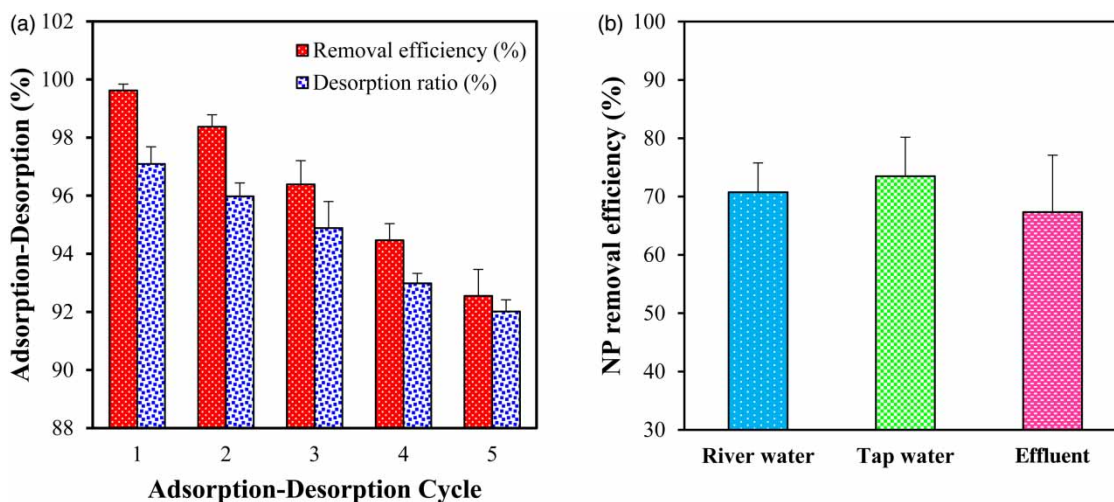 (a)
Adsorption-Desorption (%)
102
100
98
96
94
92
90
88
Removal efficiency (%)
Desorption ratio (%)
1 2 3 4 5
Adsorption-Desorption Cycle
(b)
NP removal efficiency (%)
100
90
80
70
60
50
40
30
River water Tap water Effluent